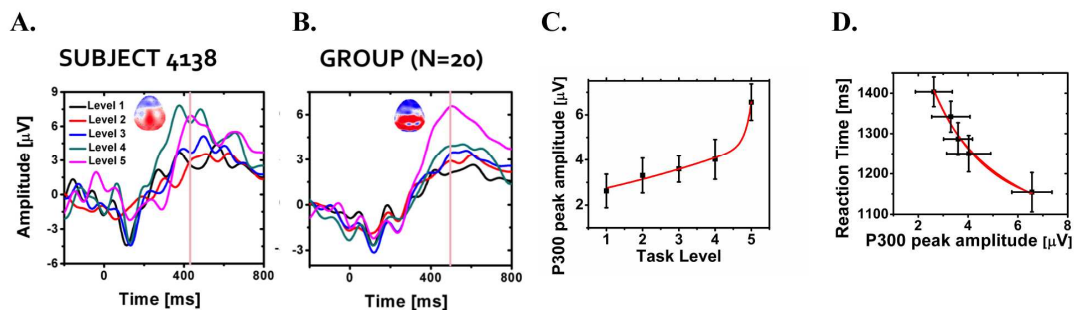 A.
SUBJECT 4138
Amplitude [μV]
9
6
3
0
-3
-6
Level 1
Level 2
Level 3
Level 4
Level 5
0
400
800
Time [ms]
B.
GROUP (N=20)
6
3
0
-3
0
400
800
Time [ms]
C.
P300 peak amplitude [μV]
6
4
2
1
2
3
4
5
Task Level
D.
Reaction Time [ms]
1400
1300
1200
1100
0
2
4
6
8
P300 peak amplitude [μV]